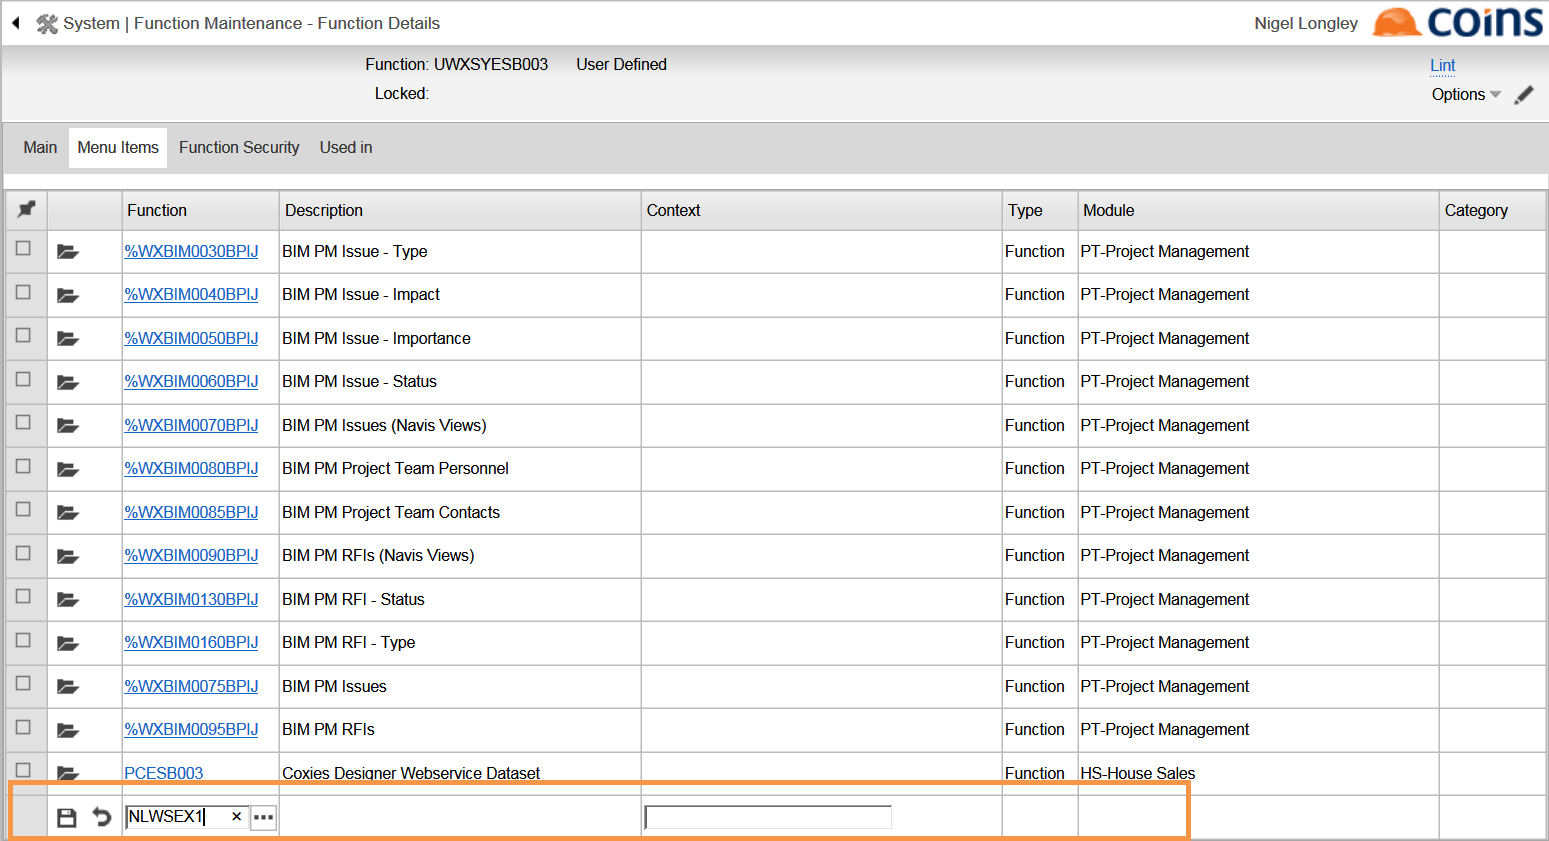 System | Function Maintenance - Function Details
Nigel Longley
coins
Function: UWXSYESB003 User Defined
Lint
Locked:
Options
Main Menu Items Function Security Used in
Function Description Context Type Module Category
%WXBIM0030BPIJ BIM PM Issue - Type Function PT-Project Management
%WXBIM0040BPIJ BIM PM Issue - Impact Function PT-Project Management
%WXBIM0050BPIJ BIM PM Issue - Importance Function PT-Project Management
%WXBIM0060BPIJ BIM PM Issue - Status Function PT-Project Management
%WXBIM0070BPIJ BIM PM Issues (Navis Views) Function PT-Project Management
%WXBIM0080BPIJ BIM PM Project Team Personnel Function PT-Project Management
%WXBIM0085BPIJ BIM PM Project Team Contacts Function PT-Project Management
%WXBIM0090BPIJ BIM PM RFIs (Navis Views) Function PT-Project Management
%WXBIM0130BPIJ BIM PM RFI - Status Function PT-Project Management
%WXBIM0160BPIJ BIM PM RFI - Type Function PT-Project Management
%WXBIM0075BPIJ BIM PM Issues Function PT-Project Management
%WXBIM0095BPIJ BIM PM RFIs Function PT-Project Management
PCESB003 Coxies Designer Webservice Dataset Function HS-House Sales
NLWSEX1